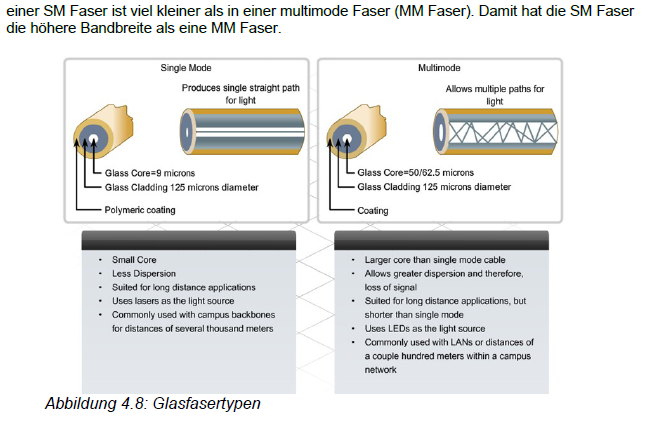 einer SM Faser ist viel kleiner als in einer multimode Faser (MM Faser). Damit hat die SM Faser
die höhere Bandbreite als eine MM Faser.
Single Mode
Produces single straight path
for light
Glass Core=9 microns
Glass Cladding 125 microns diameter
Polymeric coating
Multimode
Allows multiple paths for
light
Glass Core=50/62.5 microns
Glass Cladding 125 microns diameter
Coating
• Small Core
• Less Dispersion
• Suited for long distance applications
• Uses lasers as the light source
• Commonly used with campus backbones
for distances of several thousand meters
• Larger core than single mode cable
• Allows greater dispersion and therefore,
loss of signal
• Suited for long distance applications, but
shorter than single mode
• Uses LEDs as the light source
• Commonly used with LANs or distances of
a couple hundred meters within a campus
network
Abbildung 4.8: Glasfasertypen